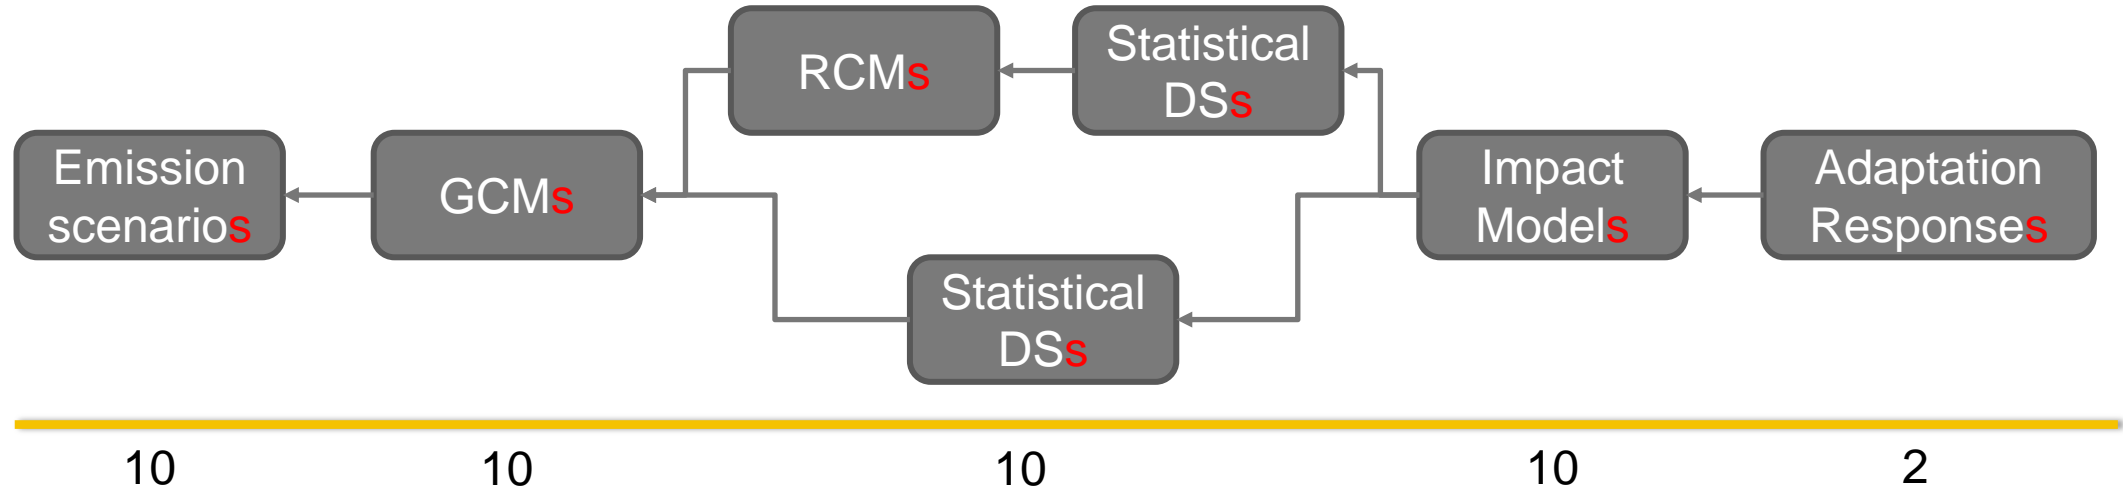 RCMs
Statistical
DSs
Emission
scenarios
GCMs
Impact
Models
Adaptation
Responses
Statistical
DSs
10
10
10
10
2